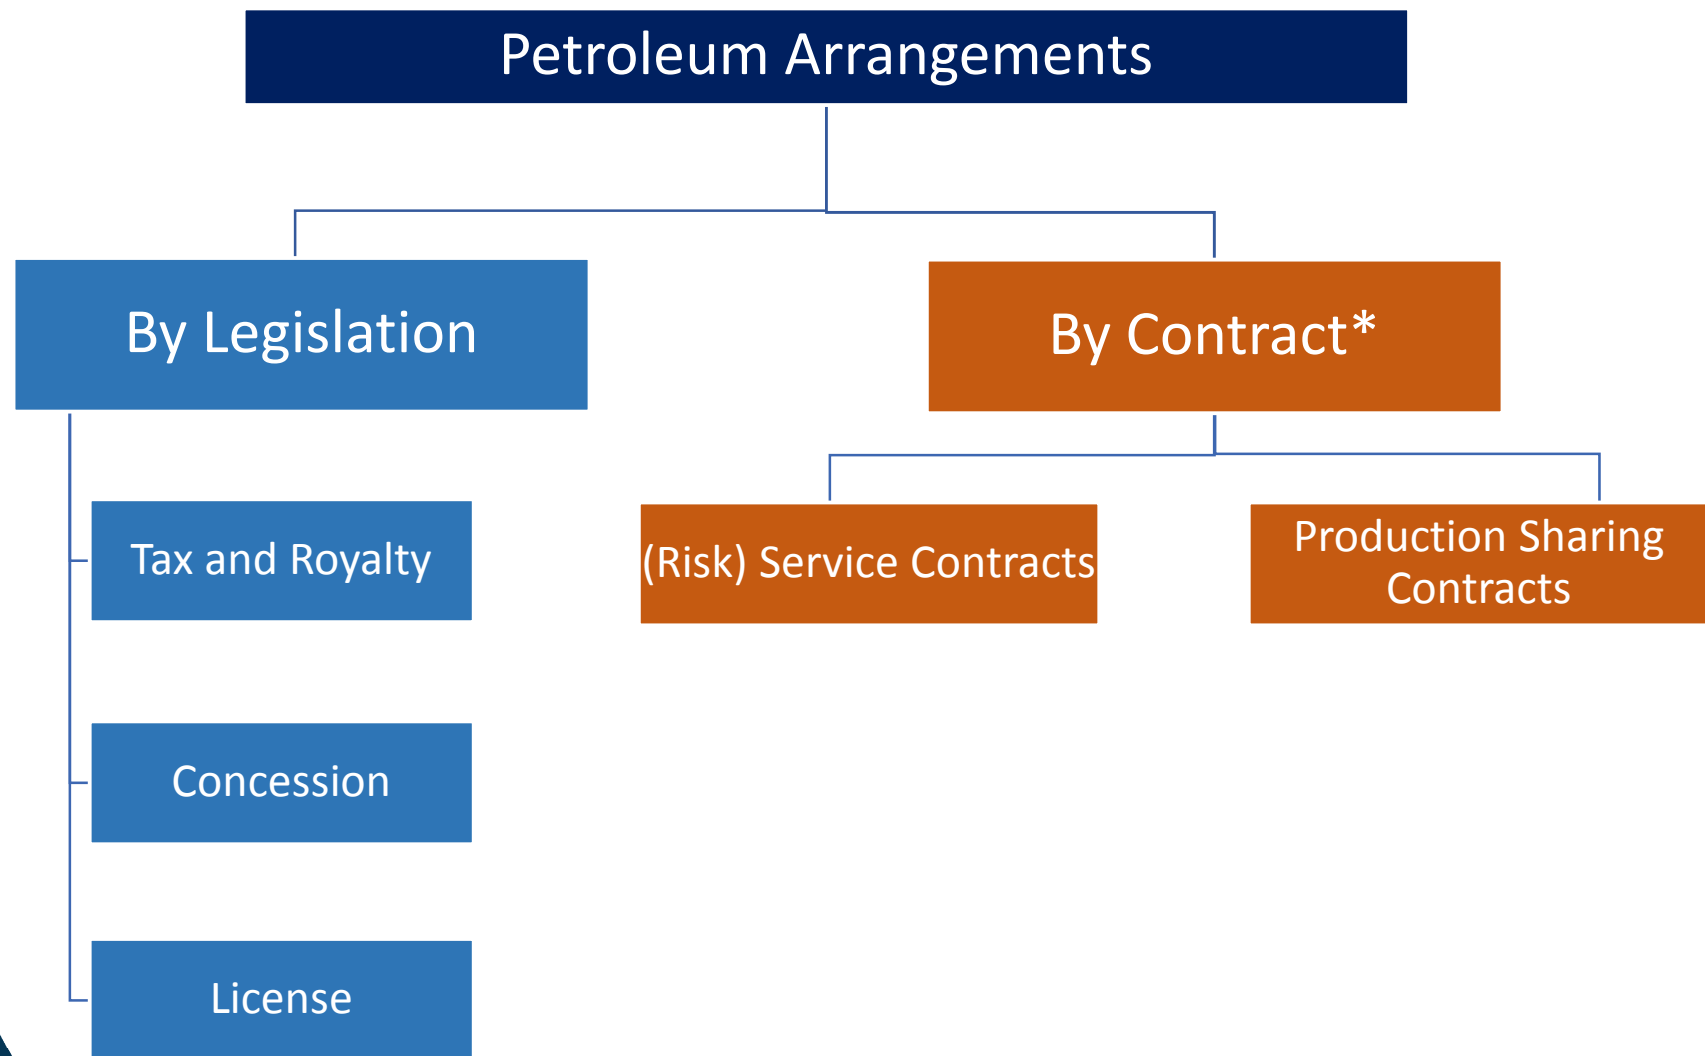 Petroleum Arrangements
By Legislation
By Contract*
Tax and Royalty
(Risk) Service Contracts
Production Sharing
Contracts
Concession
License